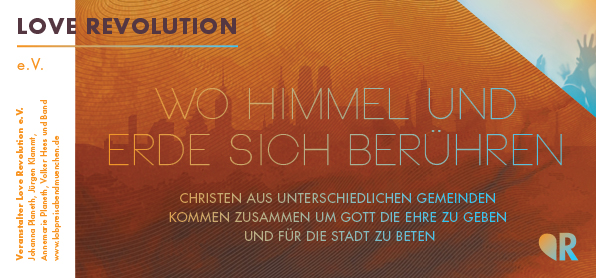 LOVE REVOLUTION
e.V.
WO HIMMEL UND
ERDE SICH BERÜHREN
CHRISTEN AUS UNTERSCHIEDLICHEN GEMEINDEN
KOMMEN ZUSAMMEN UM GOTT DIE EHRE ZU GEBEN
UND FÜR DIE STADT ZU BETEN
Veranstalter Love Revolution e.V.
Johanna Planeth, Jürgen Klammt,
Annemarie Planeth, Volker Hees und Band
www.lobpreisabendmuenchen.de
R